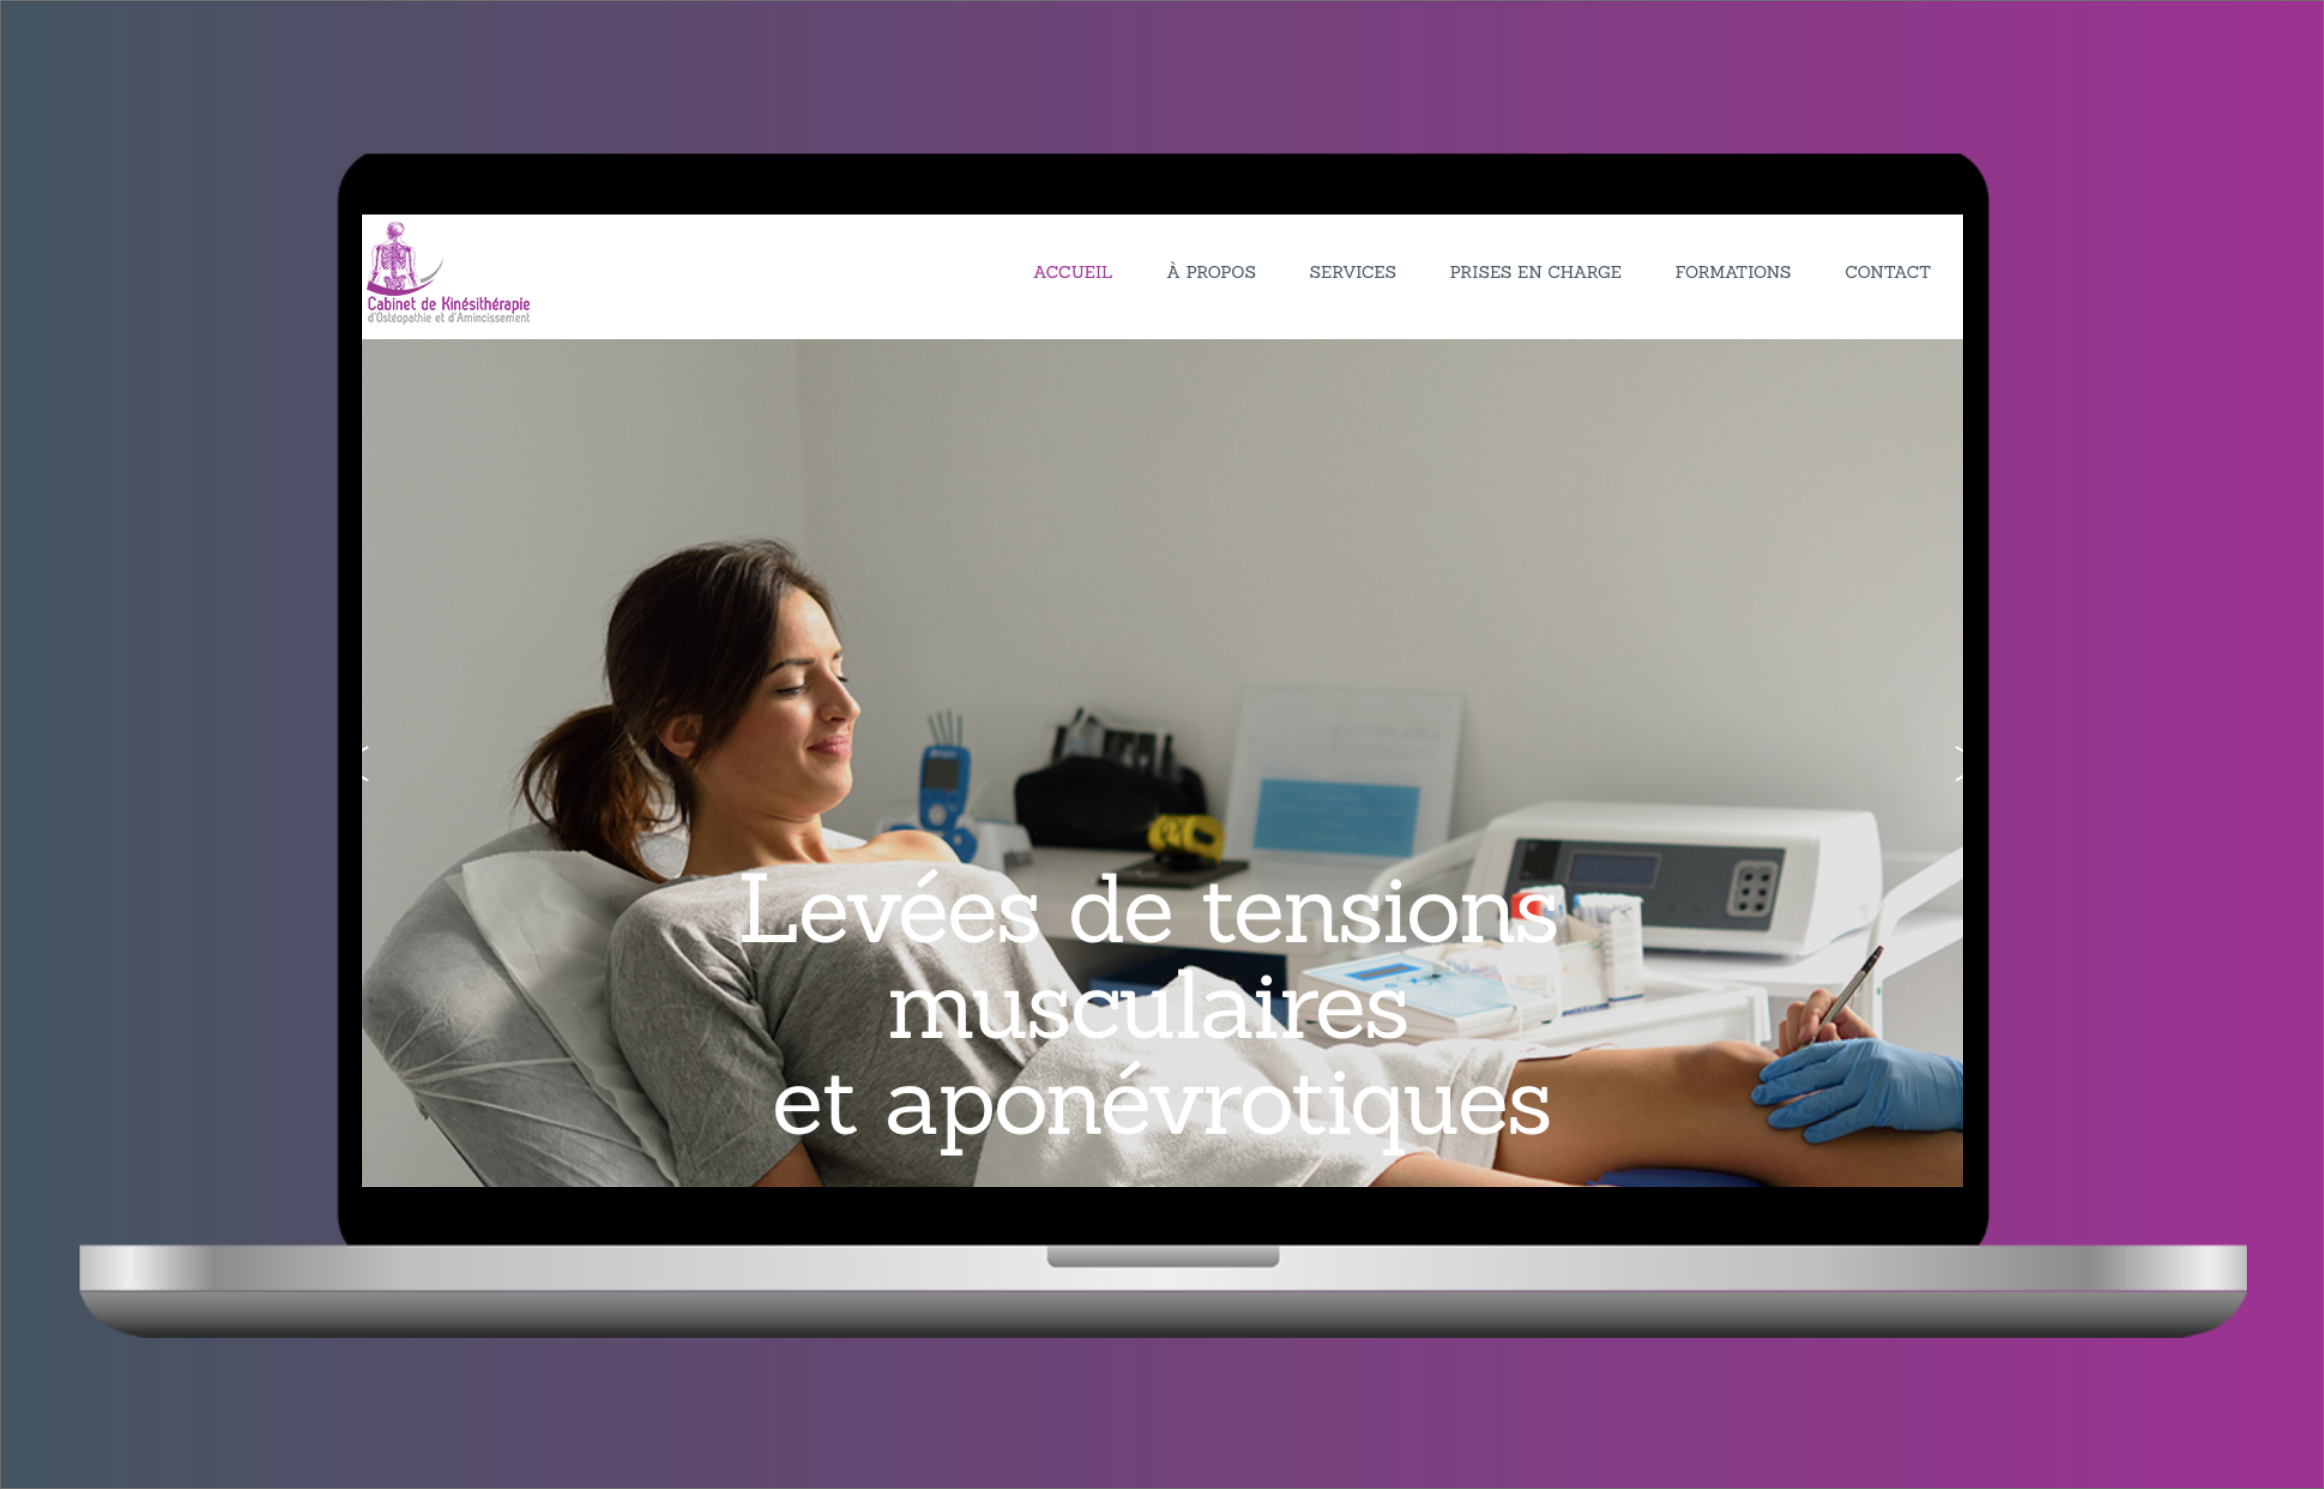 Cabinet de Kinésithérapie
d'Ostéopathie et d'Amincissement
ACCUEIL À PROPOS SERVICES PRISES EN CHARGE FORMATIONS CONTACT
Levées de tensions
musculaires
et aponévrotiques